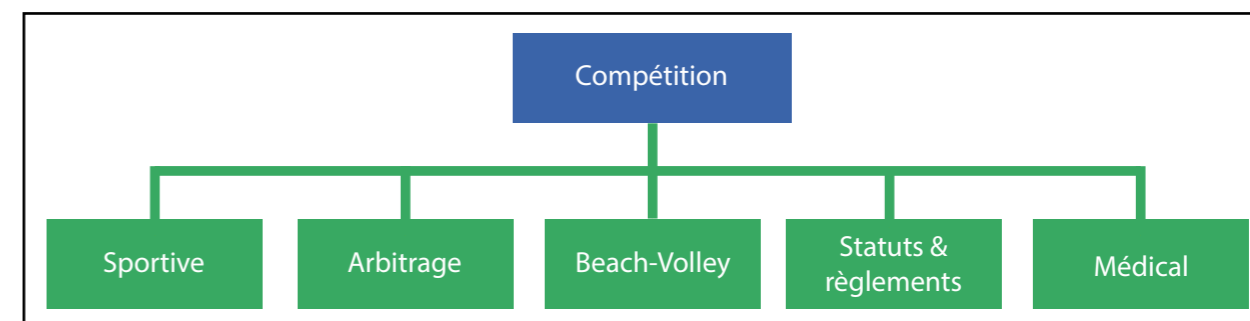 Compétition
Sportive
Arbitrage
Beach-Volley
Statuts &
règlements
Médical